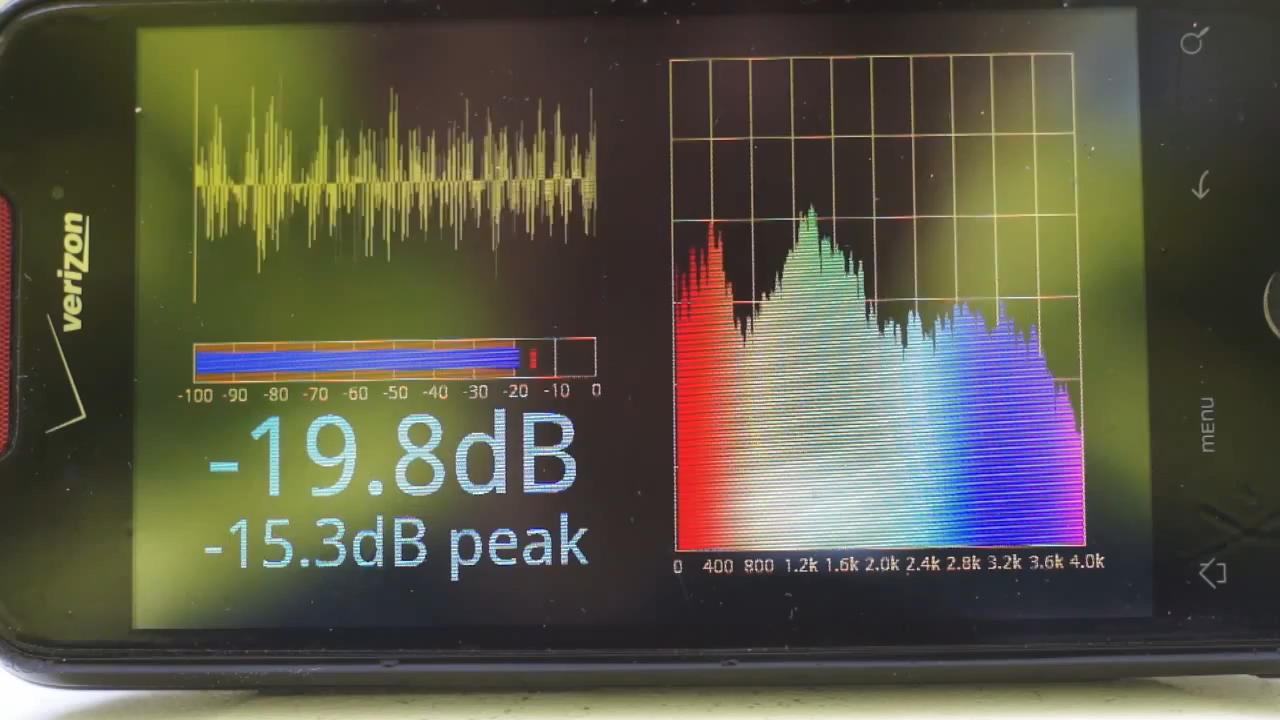 verizon
-100 -90 -80 -70 -60 -50 -40 -30 -20 -10 0
-19.8dB
-15.3dB peak
0 400 800 1.2k 1.6k 2.0k 2.4k 2.8k 3.2k 3.6k 4.0k
MENU